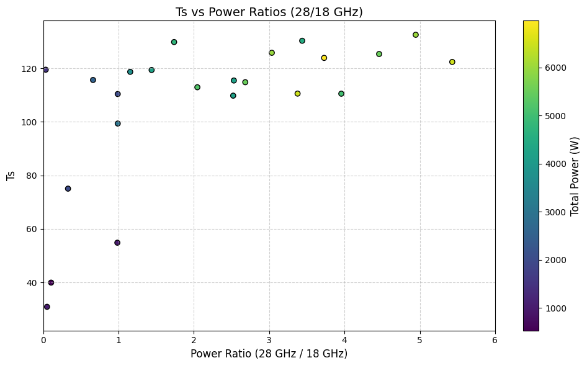 Ts vs Power Ratios (28/18 GHz)
120
100
80
60
40
Ts
0 1 2 3 4 5 6
Power Ratio (28 GHz / 18 GHz)
6000
5000
4000
3000
2000
1000
Total Power (W)